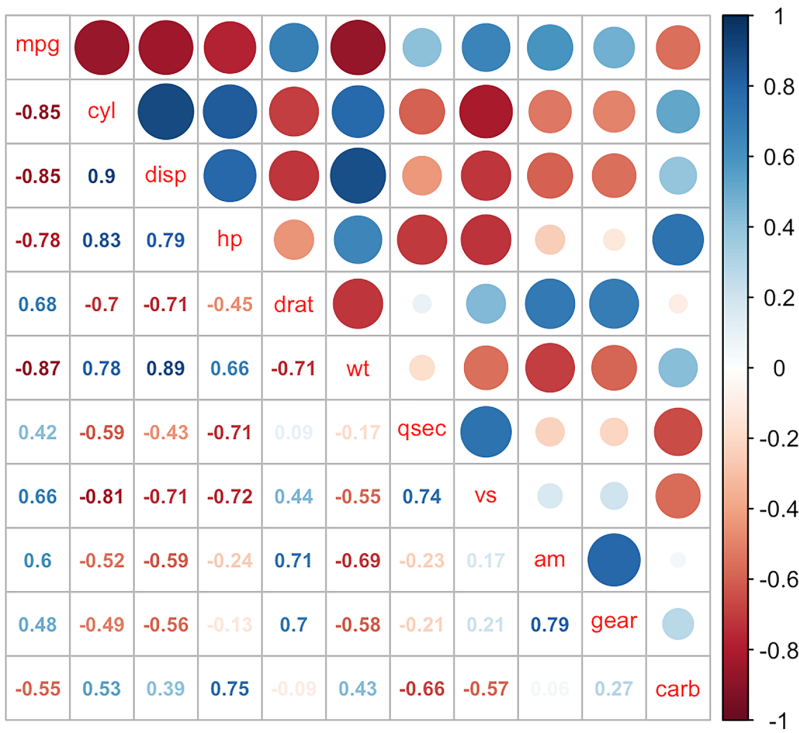 mpg
-0.85 cyl
-0.85 0.9 disp
-0.78 0.83 0.79 hp
0.68 -0.7 -0.71 -0.45 drat
-0.87 0.78 0.89 0.66 -0.71 wt
0.42 -0.59 -0.43 -0.71 0.09 -0.17 qsec
0.66 -0.81 -0.71 -0.72 0.44 -0.55 0.74 vs
0.6 -0.52 -0.59 -0.24 0.71 -0.69 -0.23 0.17 am
0.48 -0.49 -0.56 -0.13 0.7 -0.58 -0.21 0.21 0.79 gear
-0.55 0.53 0.39 0.75 -0.09 0.43 -0.66 -0.57 0.06 0.27 carb
1
0.8
0.6
0.4
0.2
0
-0.2
-0.4
-0.6
-0.8
-1